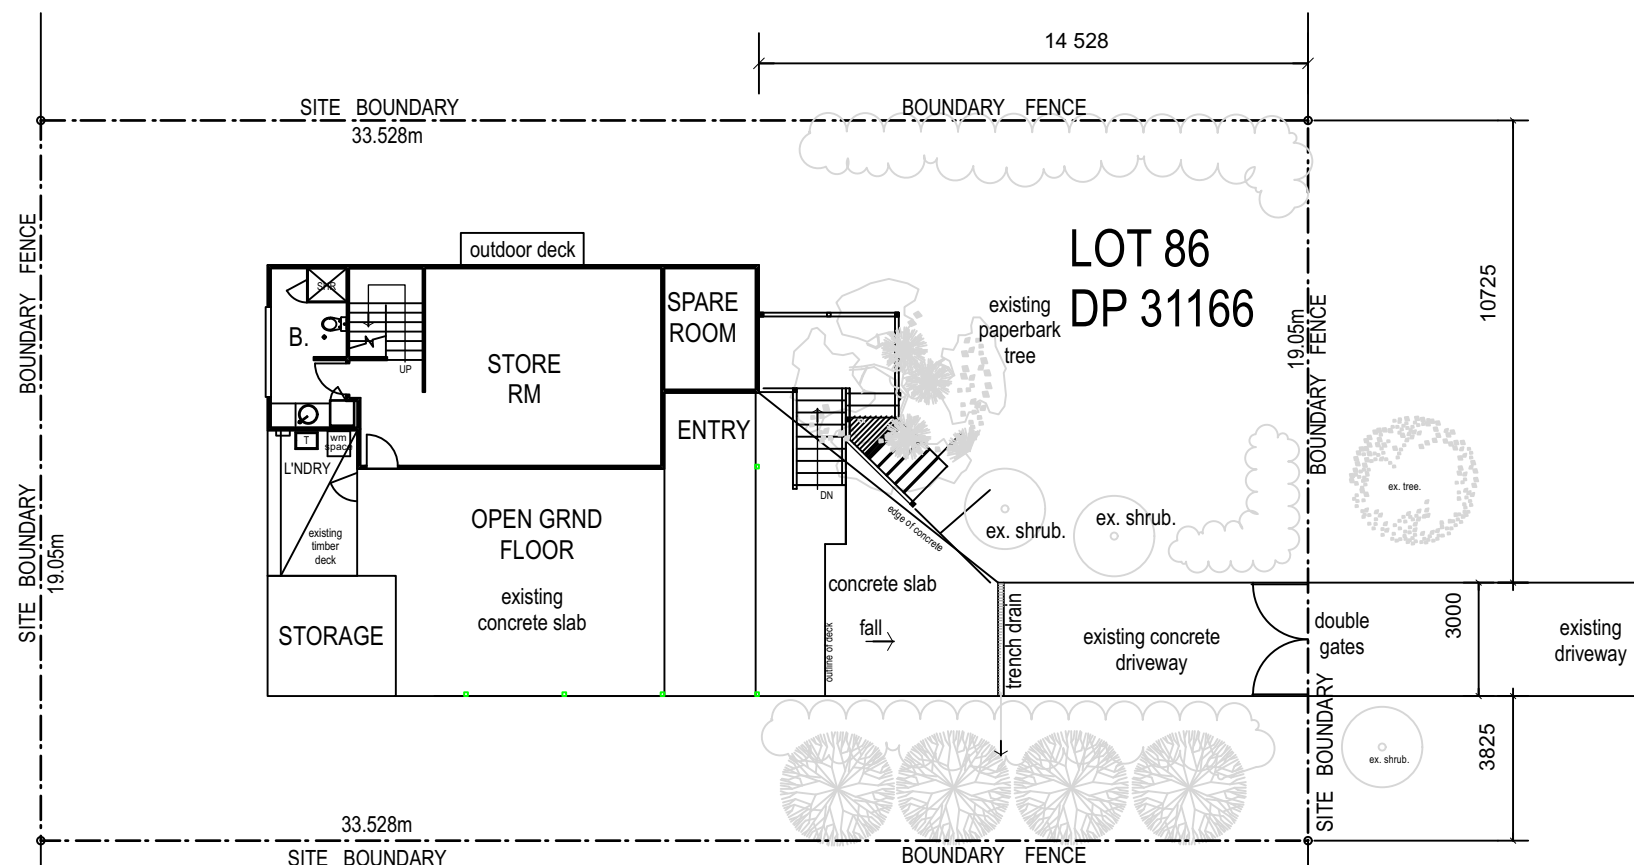 14 528
SITE BOUNDARY
BOUNDARY FENCE
33.528m
BOUNDARY FENCE
SITE BOUNDARY
19.05m
outdoor deck
LOT 86
DP 31166
SHR
B.
UP
STORE
RM
SPARE
ROOM
existing
paperbark
tree
19.05m
BOUNDARY FENCE
10725
ENTRY
T
wm
space
L'NDRY
existing
timber
deck
OPEN GRND
FLOOR
existing
concrete slab
STORAGE
DN
edge of concrete
ex. shrub.
ex. shrub.
ex. tree.
BOUNDARY
concrete slab
fall
outline of deck
trench drain
existing concrete
driveway
double
gates
3000
existing
driveway
SITE BOUNDARY
ex. shrub.
3825
33.528m
SITE BOUNDARY
BOUNDARY FENCE